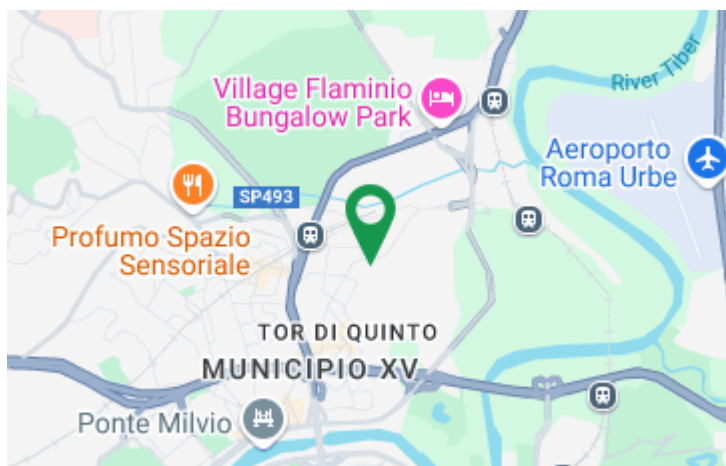 River Tiber
Village Flaminio
Bungalow Park
Aeroporto
Roma Urbe
SP493
Profumo Spazio
Sensoriale
TOR DI QUINTO
MUNICIPIO XV
Ponte Milvio